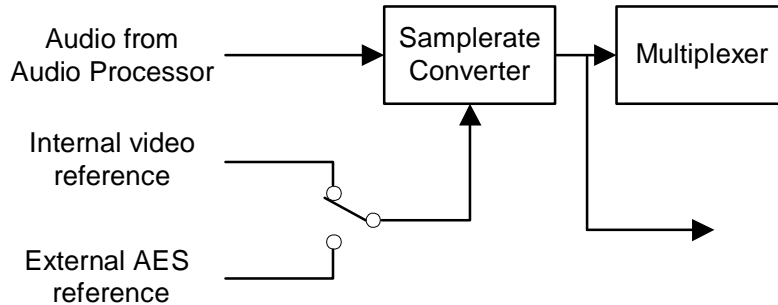 Audio from
Audio Processor
Samplerate
Converter
Multiplexer
Internal video
reference
External AES
reference